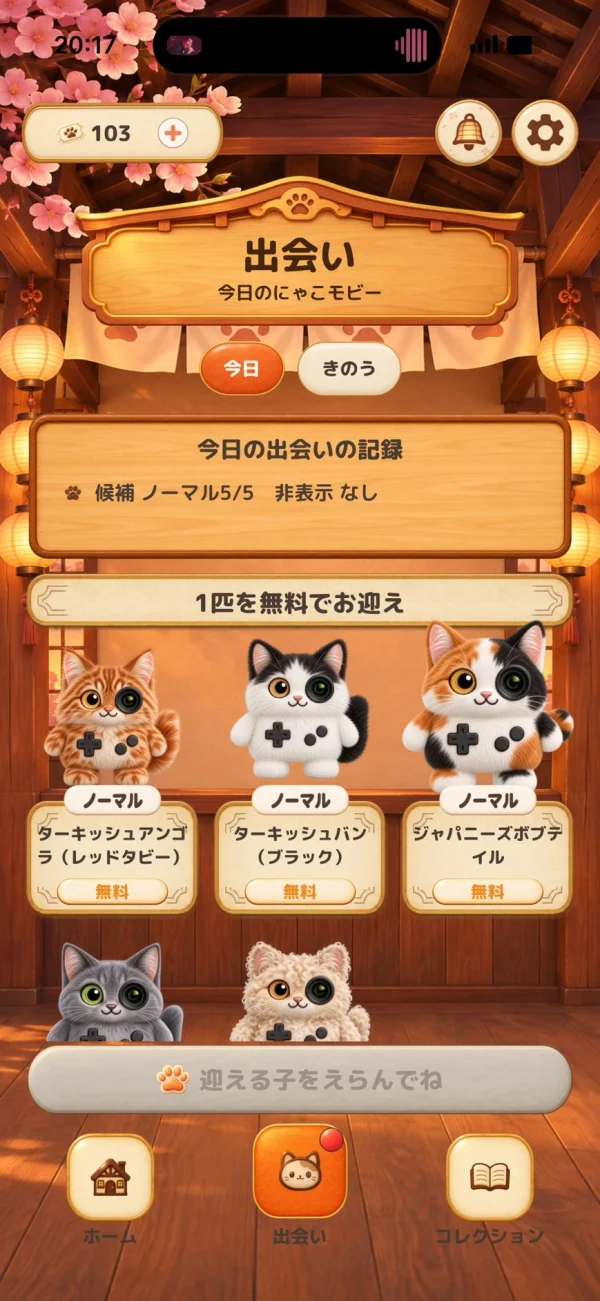 20:17
103
出会い
今日のにゃこモビー
今日
きのう
今日の出会いの記録
候補 ノーマル5/5 非表示 なし
1匹を無料でお迎え
ノーマル
ターキッシュアンゴ
ラ（レッドタビー）
無料
ノーマル
ターキッシュバン
（ブラック）
無料
ノーマル
ジャパニーズボブテ
イル
無料
迎える子をえらんでね
ホーム
出会い
コレクション